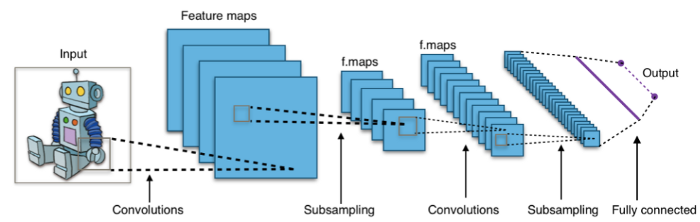 Feature maps
Input
f.maps
f.maps
Output
Convolutions
Subsampling
Convolutions
Subsampling
Fully connected